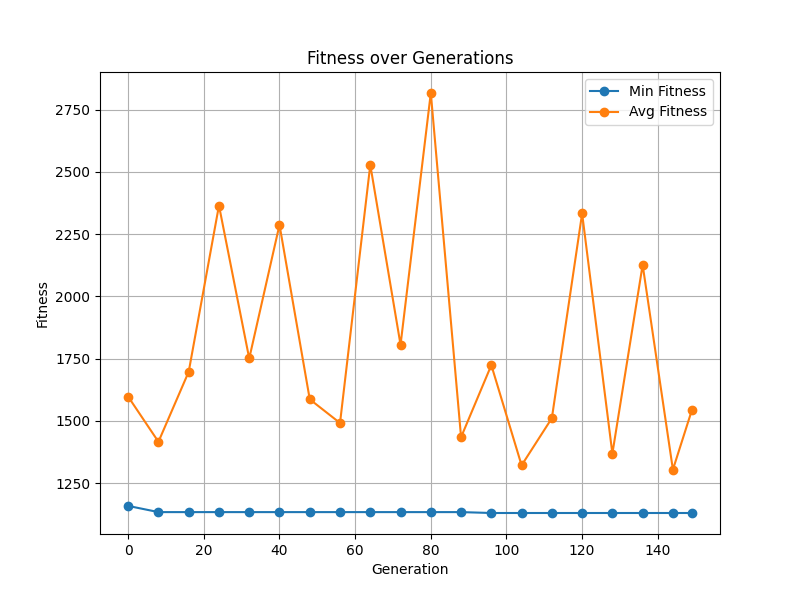 Fitness over Generations
Min Fitness
Avg Fitness
2750
2500
2250
2000
1750
1500
1250
Fitness
0 20 40 60 80 100 120 140
Generation